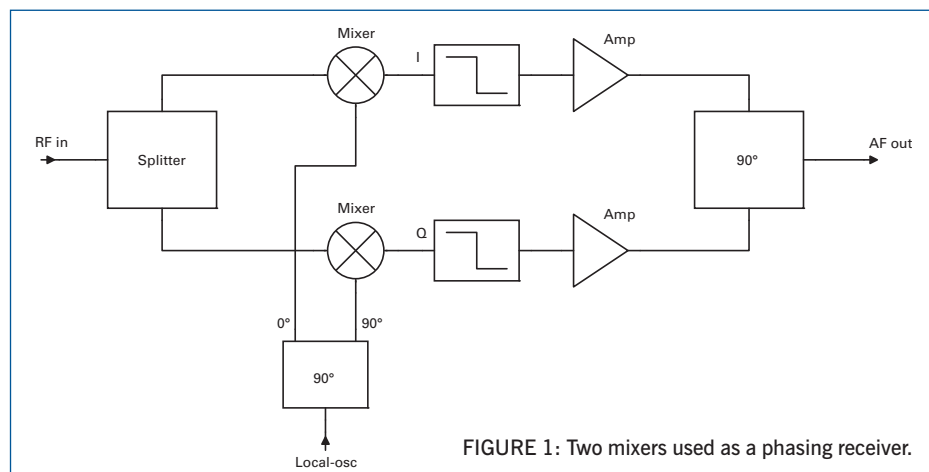 Mixer
Amp
I
RF in
Splitter
90°
AF out
Mixer
Amp
Q
0°
90°
90°
Local-osc
FIGURE 1: Two mixers used as a phasing receiver.